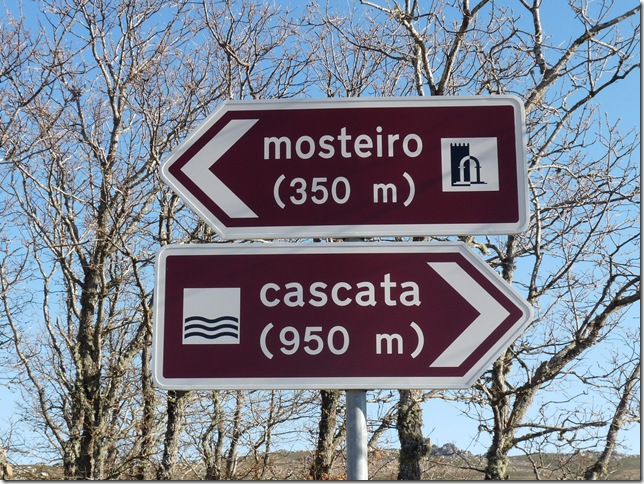 mosteiro
(350 m)
cascata
(950 m)